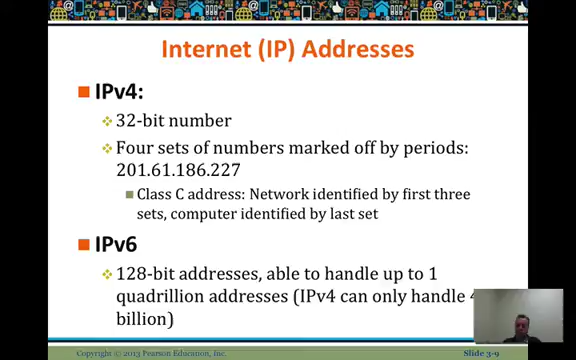 Internet (IP) Addresses
IPv4:
32-bit number
Four sets of numbers marked off by periods:
201.61.186.227
Class C address: Network identified by first three
sets, computer identified by last set
IPv6
128-bit addresses, able to handle up to 1
quadrillion addresses (IPv4 can only handle 4
billion)
Copyright © 2013 Pearson Education, Inc.
Slide 3-9